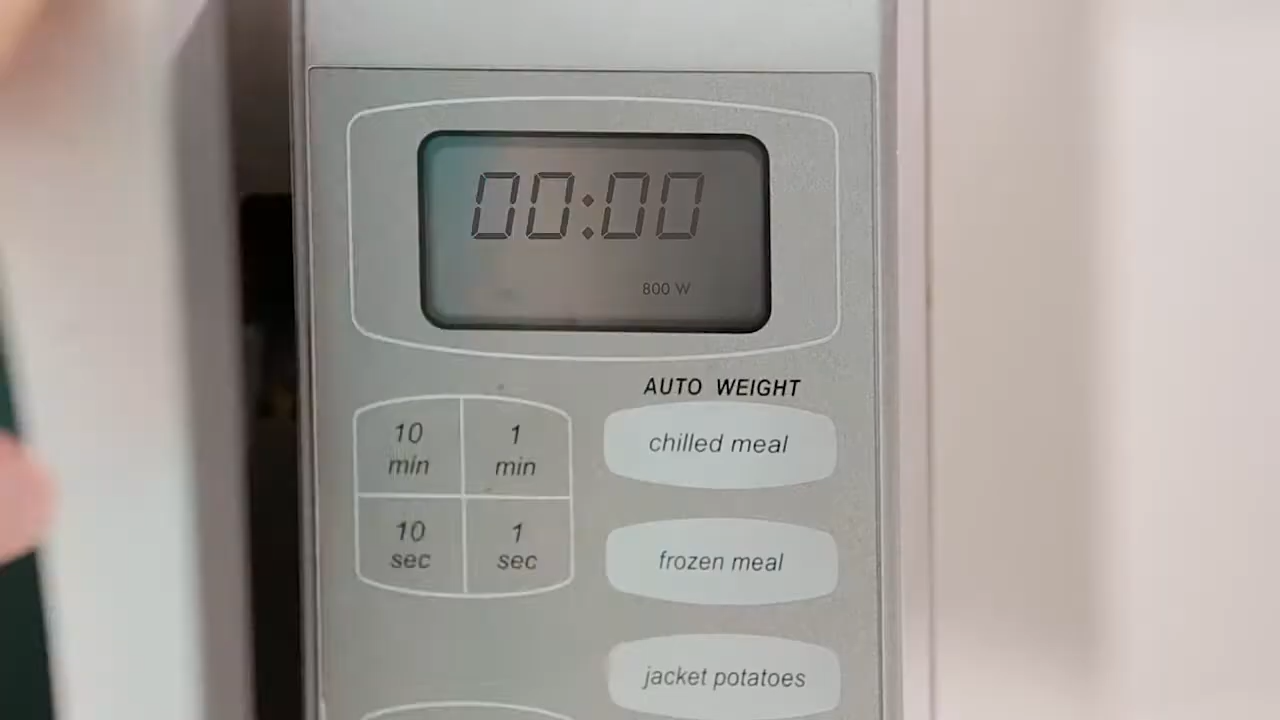 00:00
800 W
AUTO WEIGHT
10
min
1
min
chilled meal
10
sec
1
sec
frozen meal
jacket potatoes